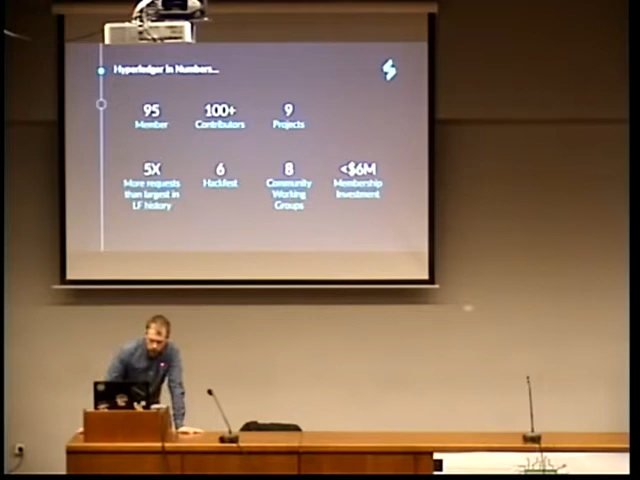 Hyperledger in Numbers...
95
Member
100+
Contributors
9
Projects
5X
More requests
than largest in
LF history
6
Hackfest
8
Community
Working
Groups
<$6M
Membership
Investment